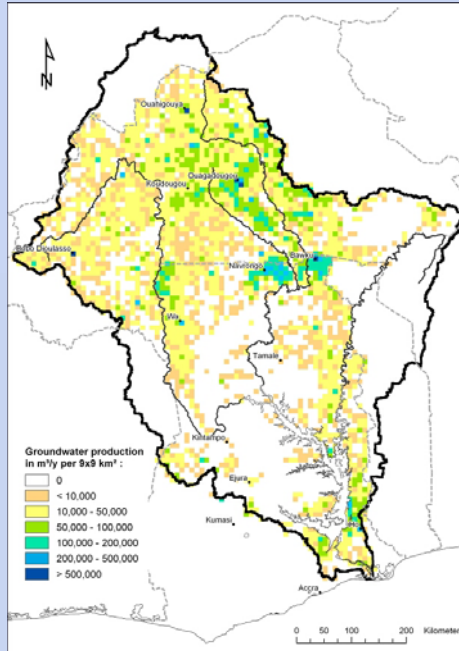 N
Ouahigouya
Ouagadougou
Koudougou
Bobo Dioulasso
Bawku
Navrongo
Wa
Tamale
Kintampo
Groundwater production
in m³/y per 9x9 km² :
0
< 10,000
10,000 - 50,000
50,000 - 100,000
100,000 - 200,000
200,000 - 500,000
> 500,000
Ejura
Kumasi
Ho
Accra
0 50 100 200
Kilometer